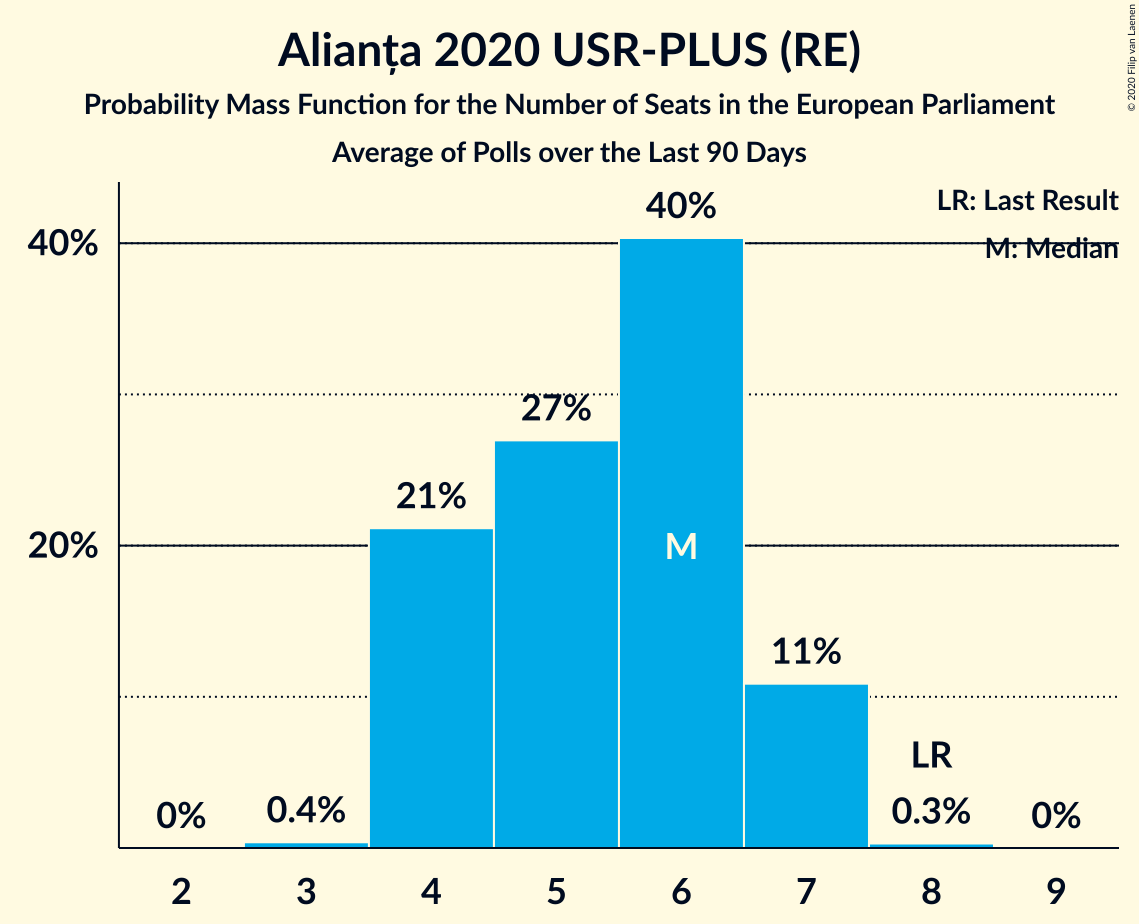 Alianța 2020 USR-PLUS (RE)
Probability Mass Function for the Number of Seats in the European Parliament
Average of Polls over the Last 90 Days
© 2020 Filip van Laenen
LR: Last Result
M: Median
40%
20%
0%
0.4%
21%
27%
40%
M
11%
LR
0.3%
0%
2 3 4 5 6 7 8 9